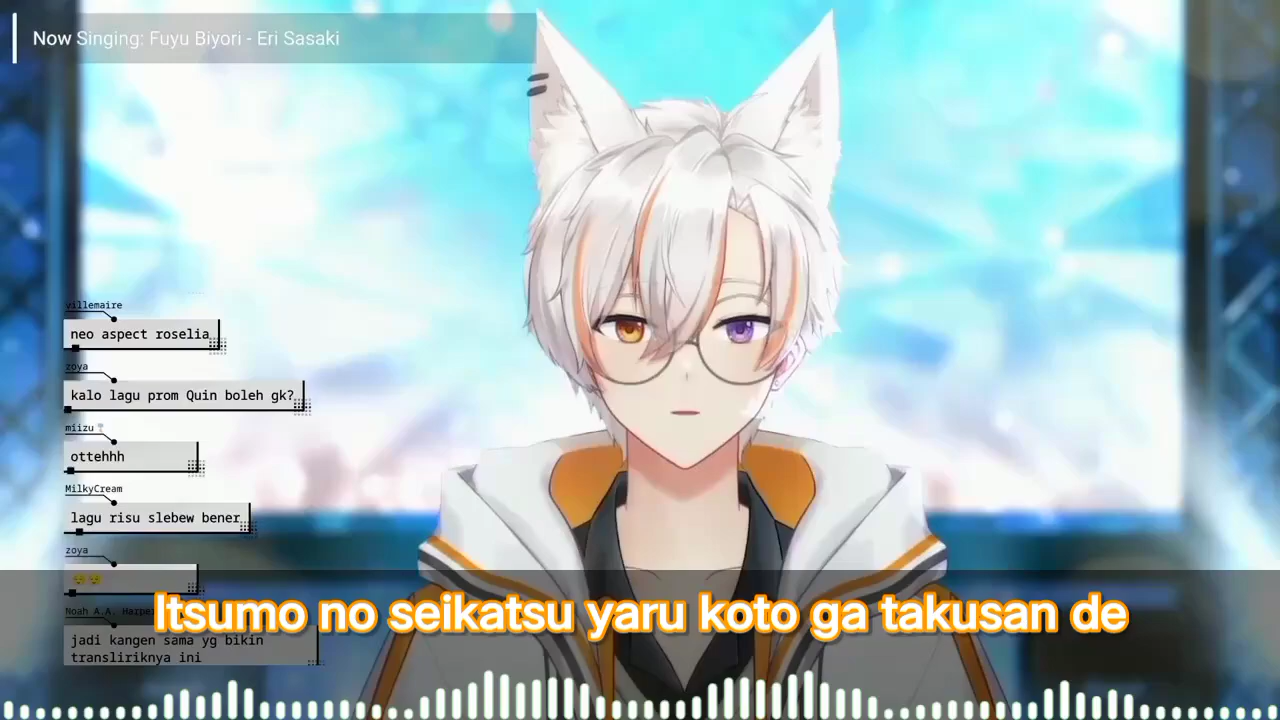 Now Singing: Fuyu Biyori - Eri Sasaki
villemaire
neo aspect roselia
zoya
kalo lagu prom Quin boleh gk?
miizu
ottehhh
MilkyCream
lagu risu slebew bener
zoya
Noah A.A. Harper
jadi kangen sama yg bikin
transliriknya ini
Itsumo no seikatsu yaru koto ga takusan de